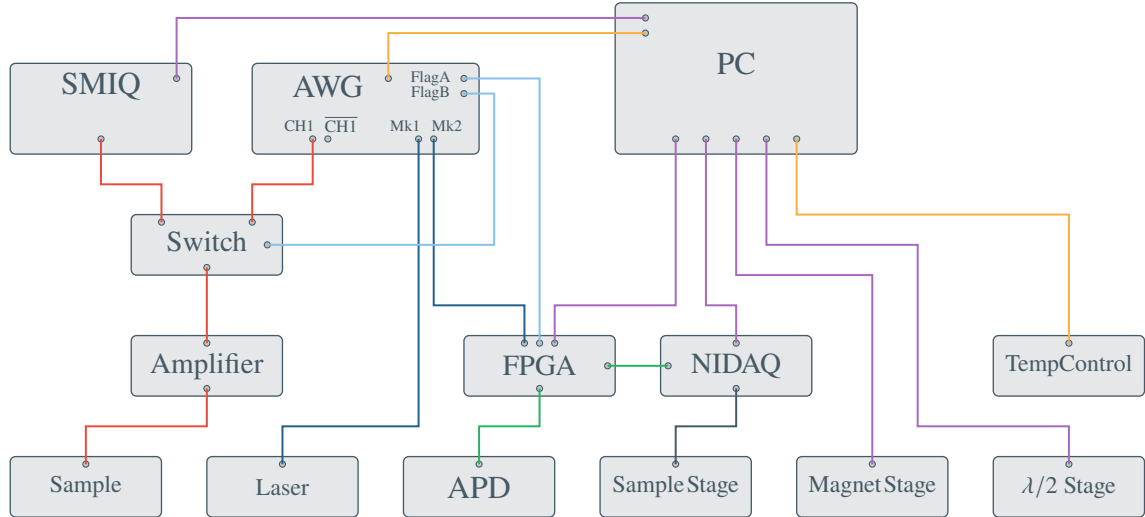 PC
SMIQ
AWG
FlagA
FlagB
CH1 C̅H̅1̅ Mk1 Mk2
Switch
Amplifier
FPGA
NIDAQ
TempControl
Sample
Laser
APD
Sample Stage
Magnet Stage
λ/2 Stage